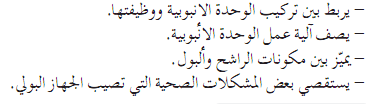 – يربط بين تركيب الوحدة الانبوبية ووظيفتها.
– يصف آلية عمل الوحدة الأنبوبية.
– يميّز بين مكونات الراشح وألبول.
– يستقصي بعض المشكلات الصحية التي تصيب الجهاز البولي.